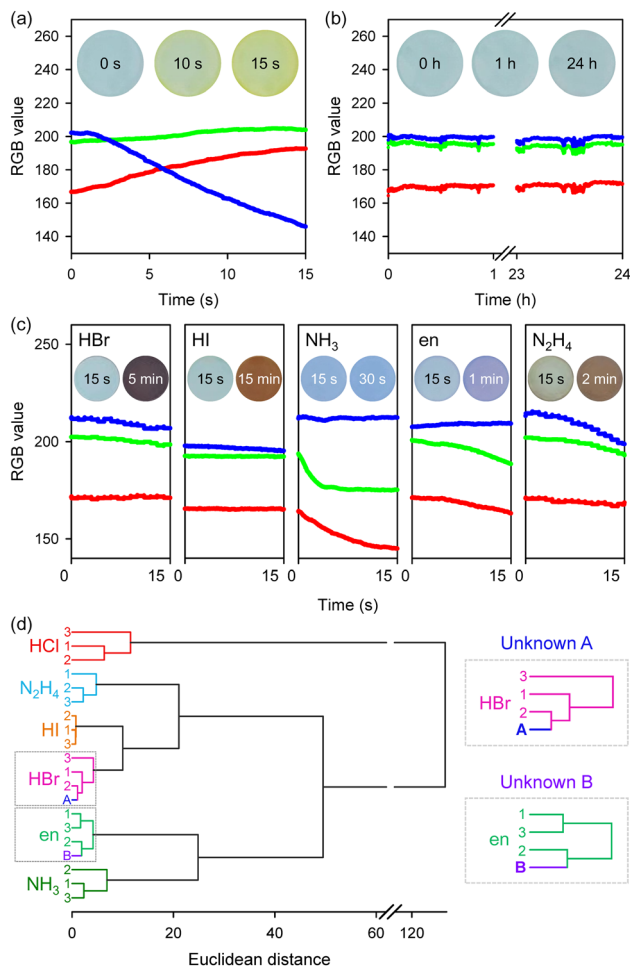 (a)
260
240
220
200
180
160
140
RGB value
0 s
10 s
15 s
0
5
10
15
Time (s)
(b)
260
240
220
200
180
160
140
RGB value
0 h
1 h
24 h
0
1
23
24
Time (h)
(c)
250
200
150
RGB value
HBr
15 s
5 min
0
15
HI
15 s
15 min
0
15
NH₃
15 s
30 s
0
15
en
15 s
1 min
0
15
N₂H₄
15 s
2 min
0
15
Time (s)
(d)
HCl
3
1
2
N₂H₄
1
2
3
HI
2
1
3
HBr
3
1
2
A
en
1
3
2
B
NH₃
2
1
3
0
20
40
60
120
Euclidean distance
Unknown A
HBr
3
1
2
A
Unknown B
en
1
3
2
B